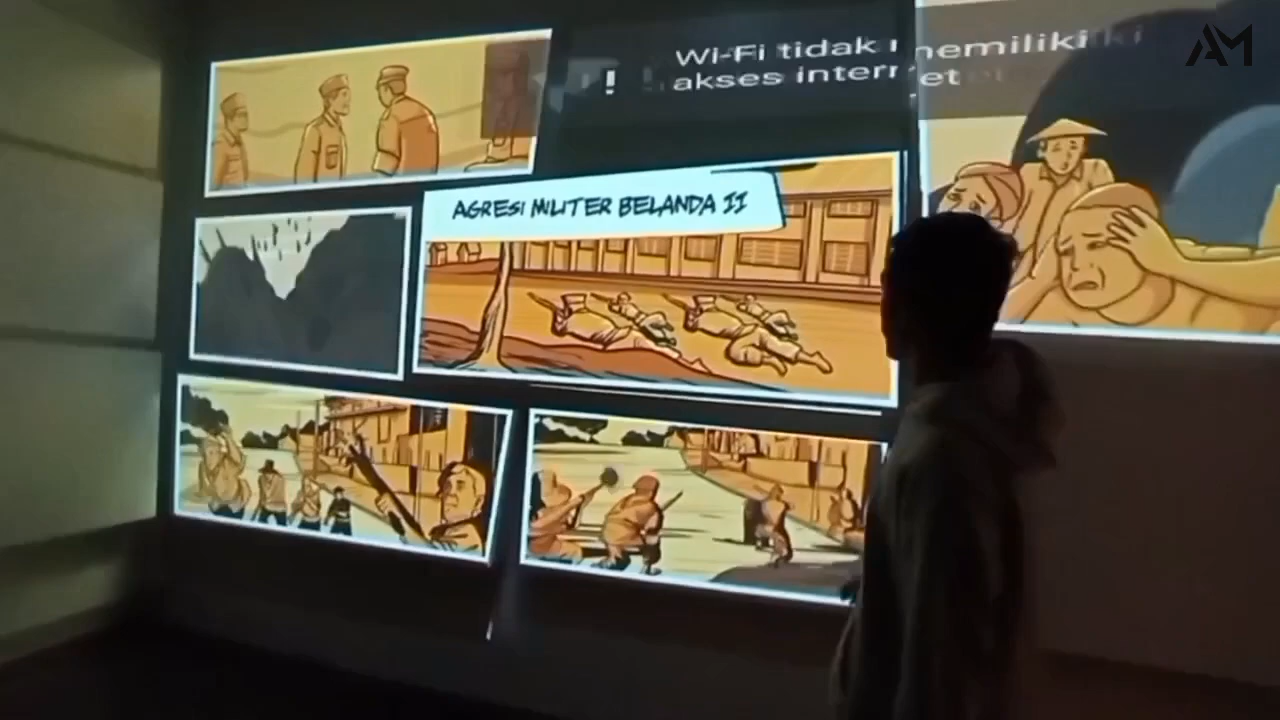 Wi-Fi tidak memiliki
! akses internet
AM
AGRESI MILITER BELANDA II